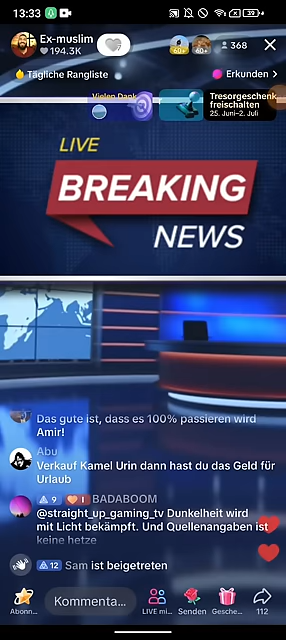 13:33
39
Ex-muslim
194.3K
60+
60+
368
Tägliche Rangliste
Erkunden >
Vielen Dank
Tresorgeschenk
freischalten
25. Juni–2. Juli
LIVE
BREAKING
NEWS
Das gute ist, dass es 100% passieren wird
Amir!
Abu
Verkauf Kamel Urin dann hast du das Geld für
Urlaub
9 I BADABOOM
@straight_up_gaming_tv Dunkelheit wird
mit Licht bekämpft. Und Quellenangaben ist
keine hetze
12 Sam ist beigetreten
Abonn...
Kommenta...
LIVE mi...
Senden
Gesche...
112